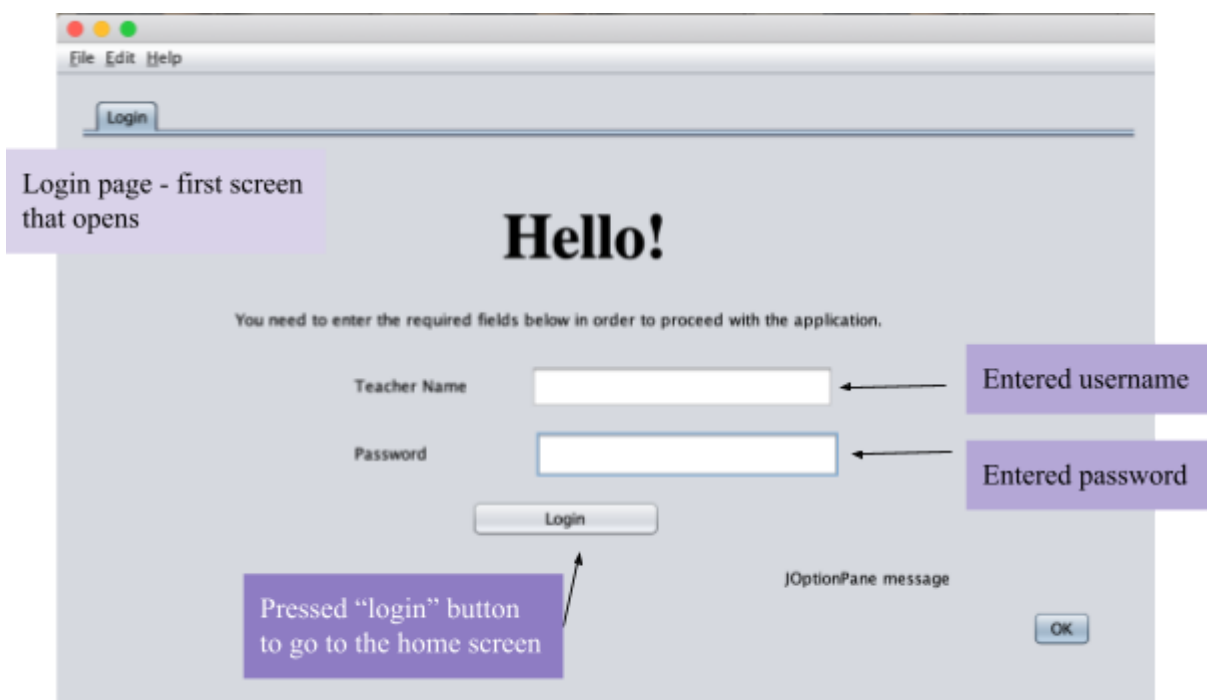 File Edit Help
Login
Login page - first screen
that opens
Hello!
You need to enter the required fields below in order to proceed with the application.
Teacher Name
Entered username
Password
Entered password
Login
JOptionPane message
Pressed “login” button
to go to the home screen
OK